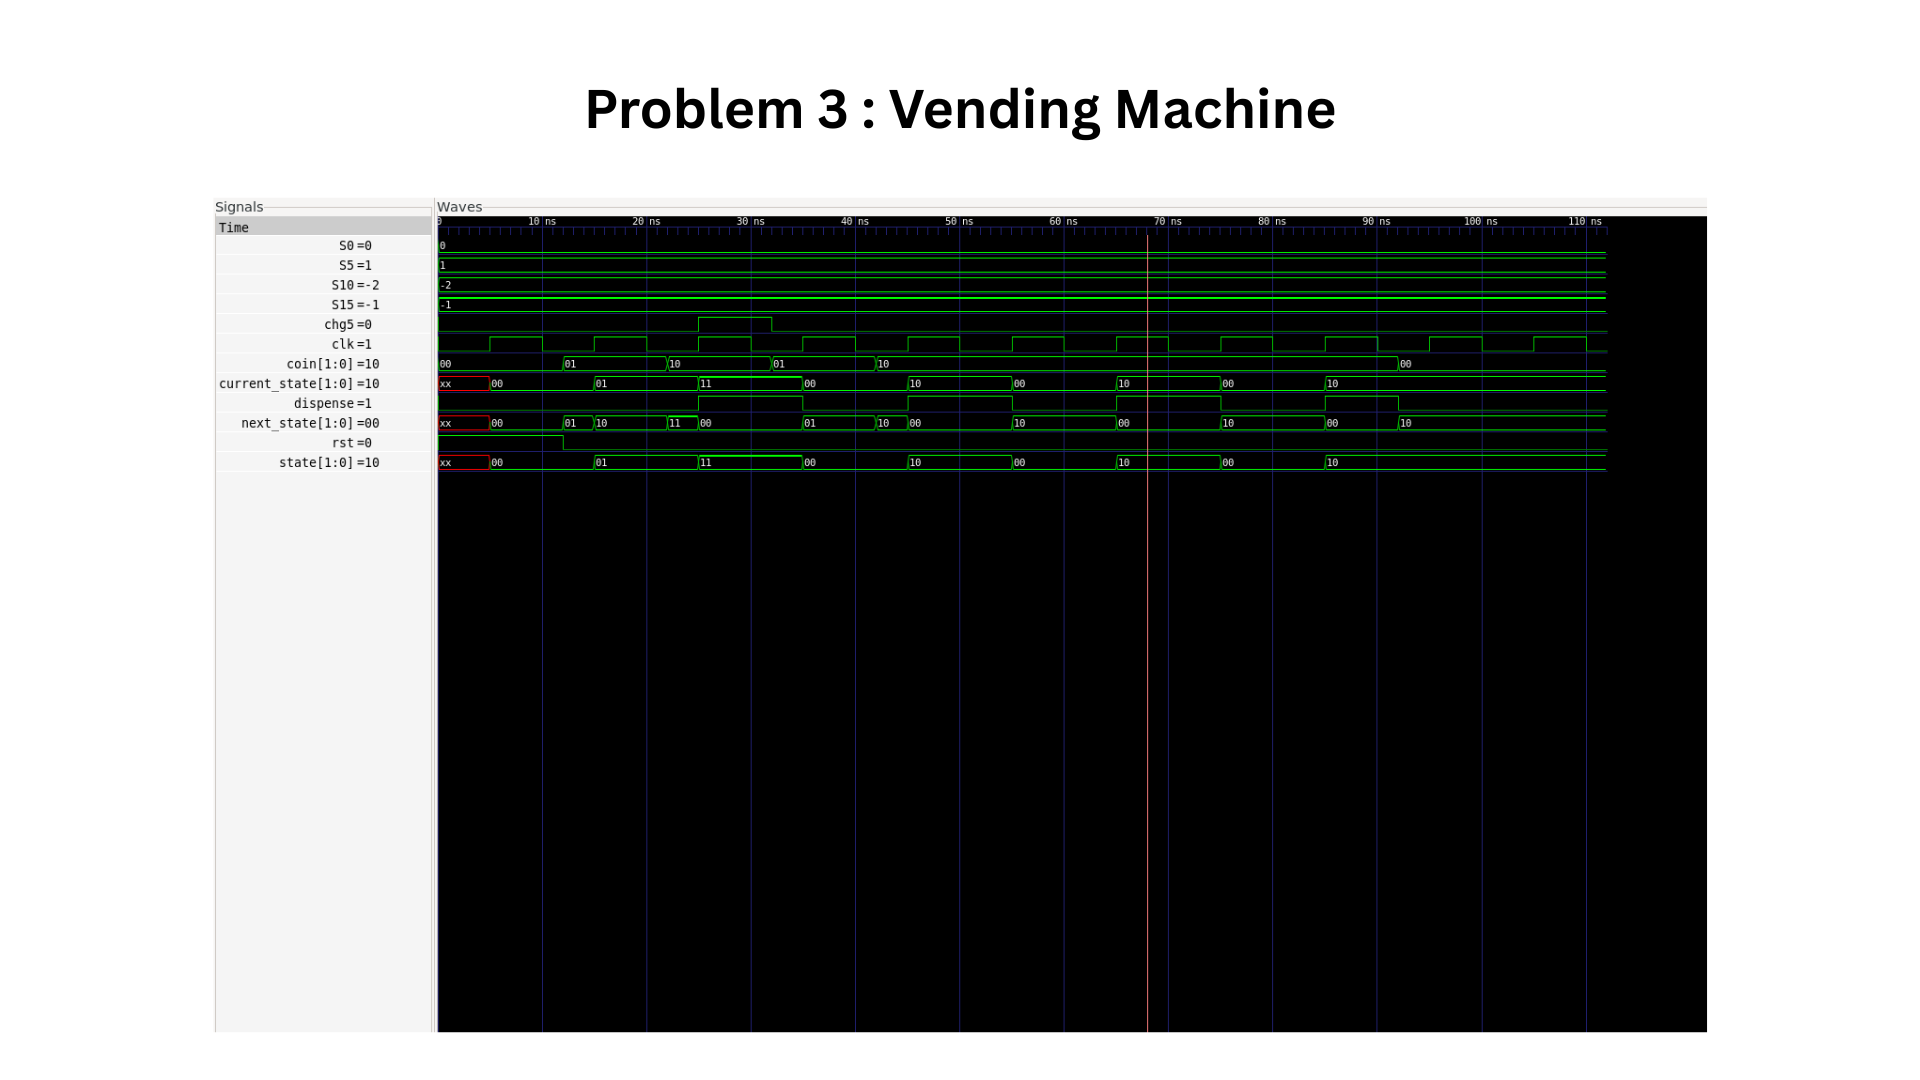 Problem 3 : Vending Machine
Signals Waves
Time 0 10 ns 20 ns 30 ns 40 ns 50 ns 60 ns 70 ns 80 ns 90 ns 100 ns 110 ns
S0=0 0
S5=1 1
S10=-2 -2
S15=-1 -1
chg5=0
clk=1
coin[1:0]=10 00 01 10 01 10 00
current_state[1:0]=10 xx 00 01 11 00 10 00 10 00 10
dispense=1
next_state[1:0]=00 xx 00 01 10 11 00 01 10 00 10 00 10 00 10
rst=0
state[1:0]=10 xx 00 01 11 00 10 00 10 00 10